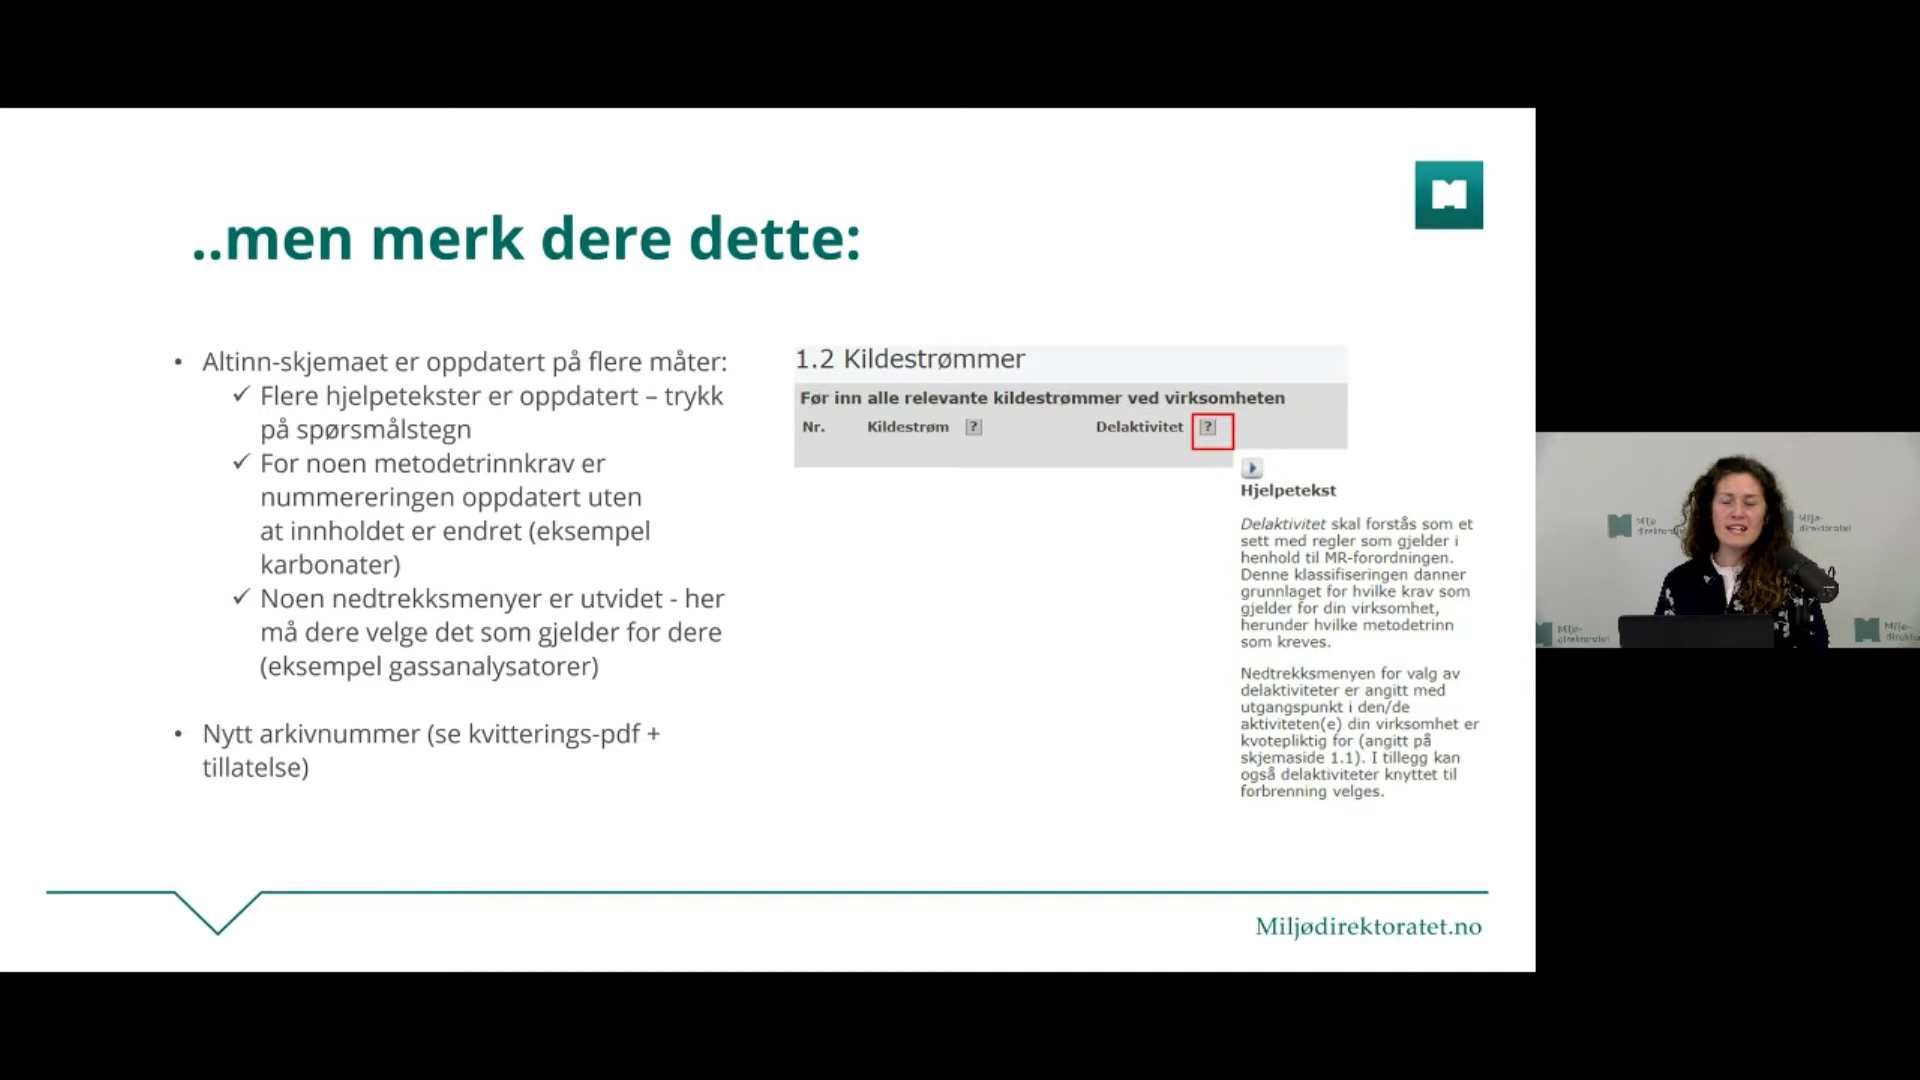 ..men merk dere dette:
• Altinn-skjemaet er oppdatert på flere måter:
✓ Flere hjelpetekster er oppdatert – trykk
på spørsmålstegn
✓ For noen metodetrinnkrav er
nummereringen oppdatert uten
at innholdet er endret (eksempel
karbonater)
✓ Noen nedtrekksmenyer er utvidet - her
må dere velge det som gjelder for dere
(eksempel gassanalysatorer)
• Nytt arkivnummer (se kvitterings-pdf +
tillatelse)
1.2 Kildestrømmer
Før inn alle relevante kildestrømmer ved virksomheten
Nr. Kildestrøm ? Delaktivitet ?
Hjelpetekst
Delaktivitet skal forstås som et
sett med regler som gjelder i
henhold til MR-forordningen.
Denne klassifiseringen danner
grunnlaget for hvilke krav som
gjelder for din virksomhet,
herunder hvilke metodetrinn
som kreves.
Nedtrekksmenyen for valg av
delaktiviteter er angitt med
utgangspunkt i den/de
aktiviteten(e) din virksomhet er
kvotepliktig for (angitt på
skjemaside 1.1). I tillegg kan
også delaktiviteter knyttet til
forbrenning velges.
Miljødirektoratet.no
Miljø-
direktoratet